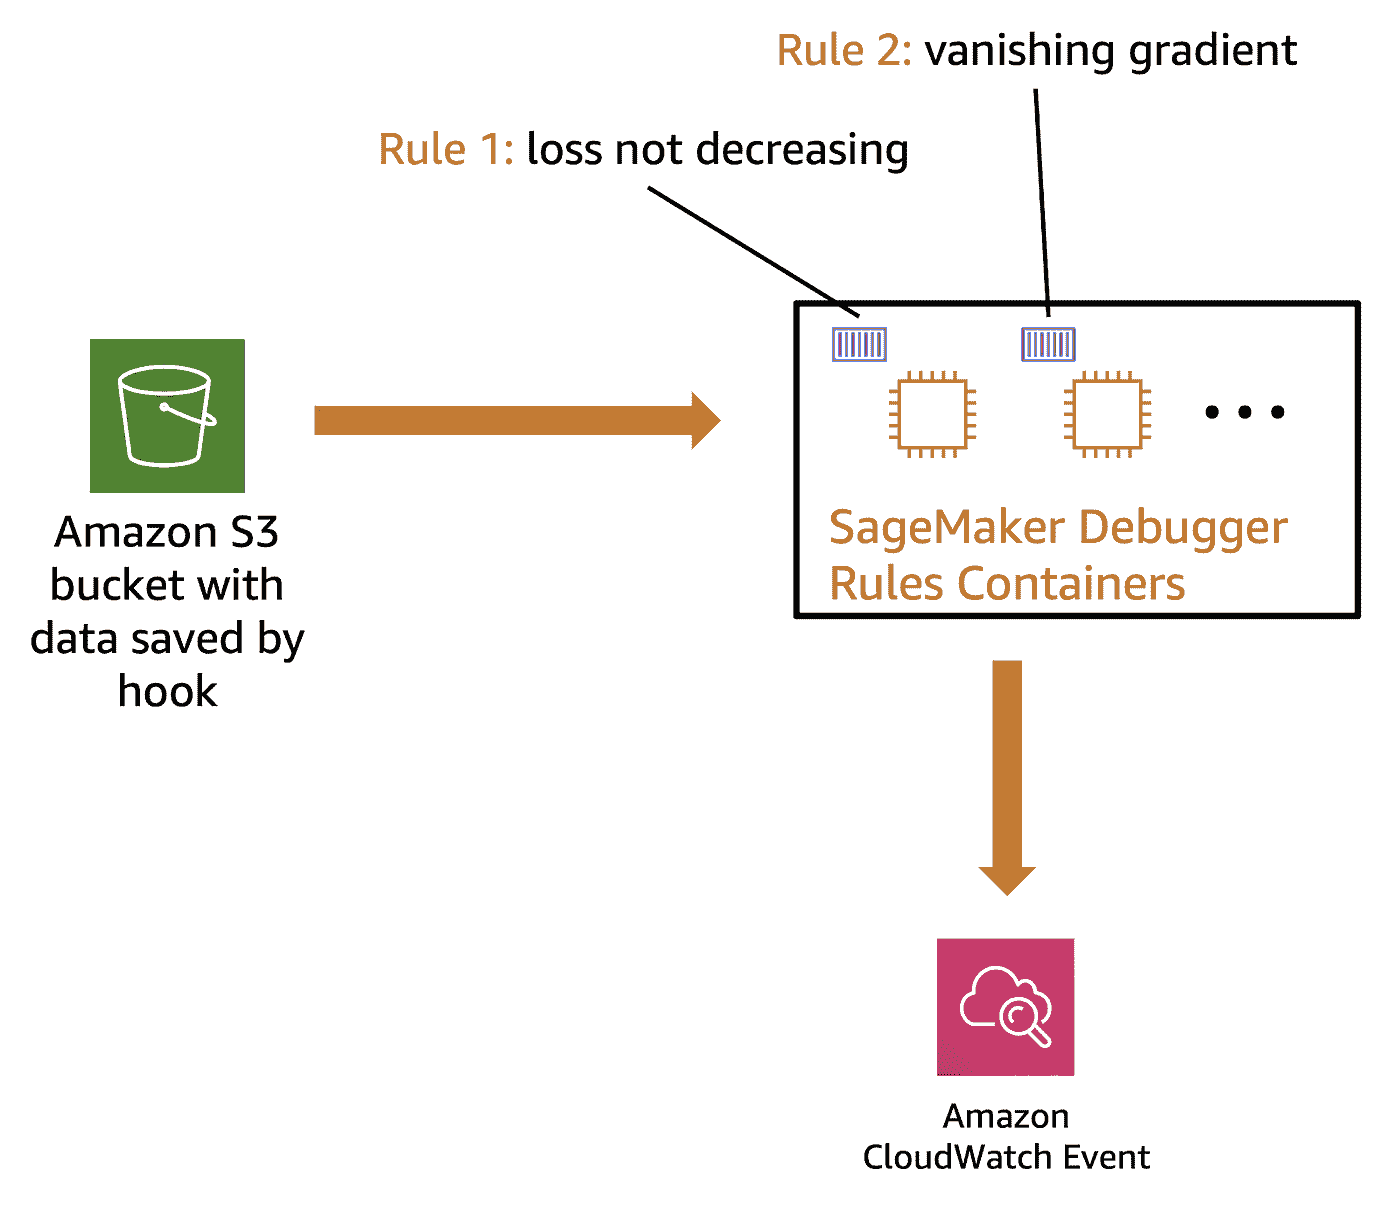 Rule 2: vanishing gradient
Rule 1: loss not decreasing
Amazon S3
bucket with
data saved by
hook
SageMaker Debugger
Rules Containers
Amazon
CloudWatch Event